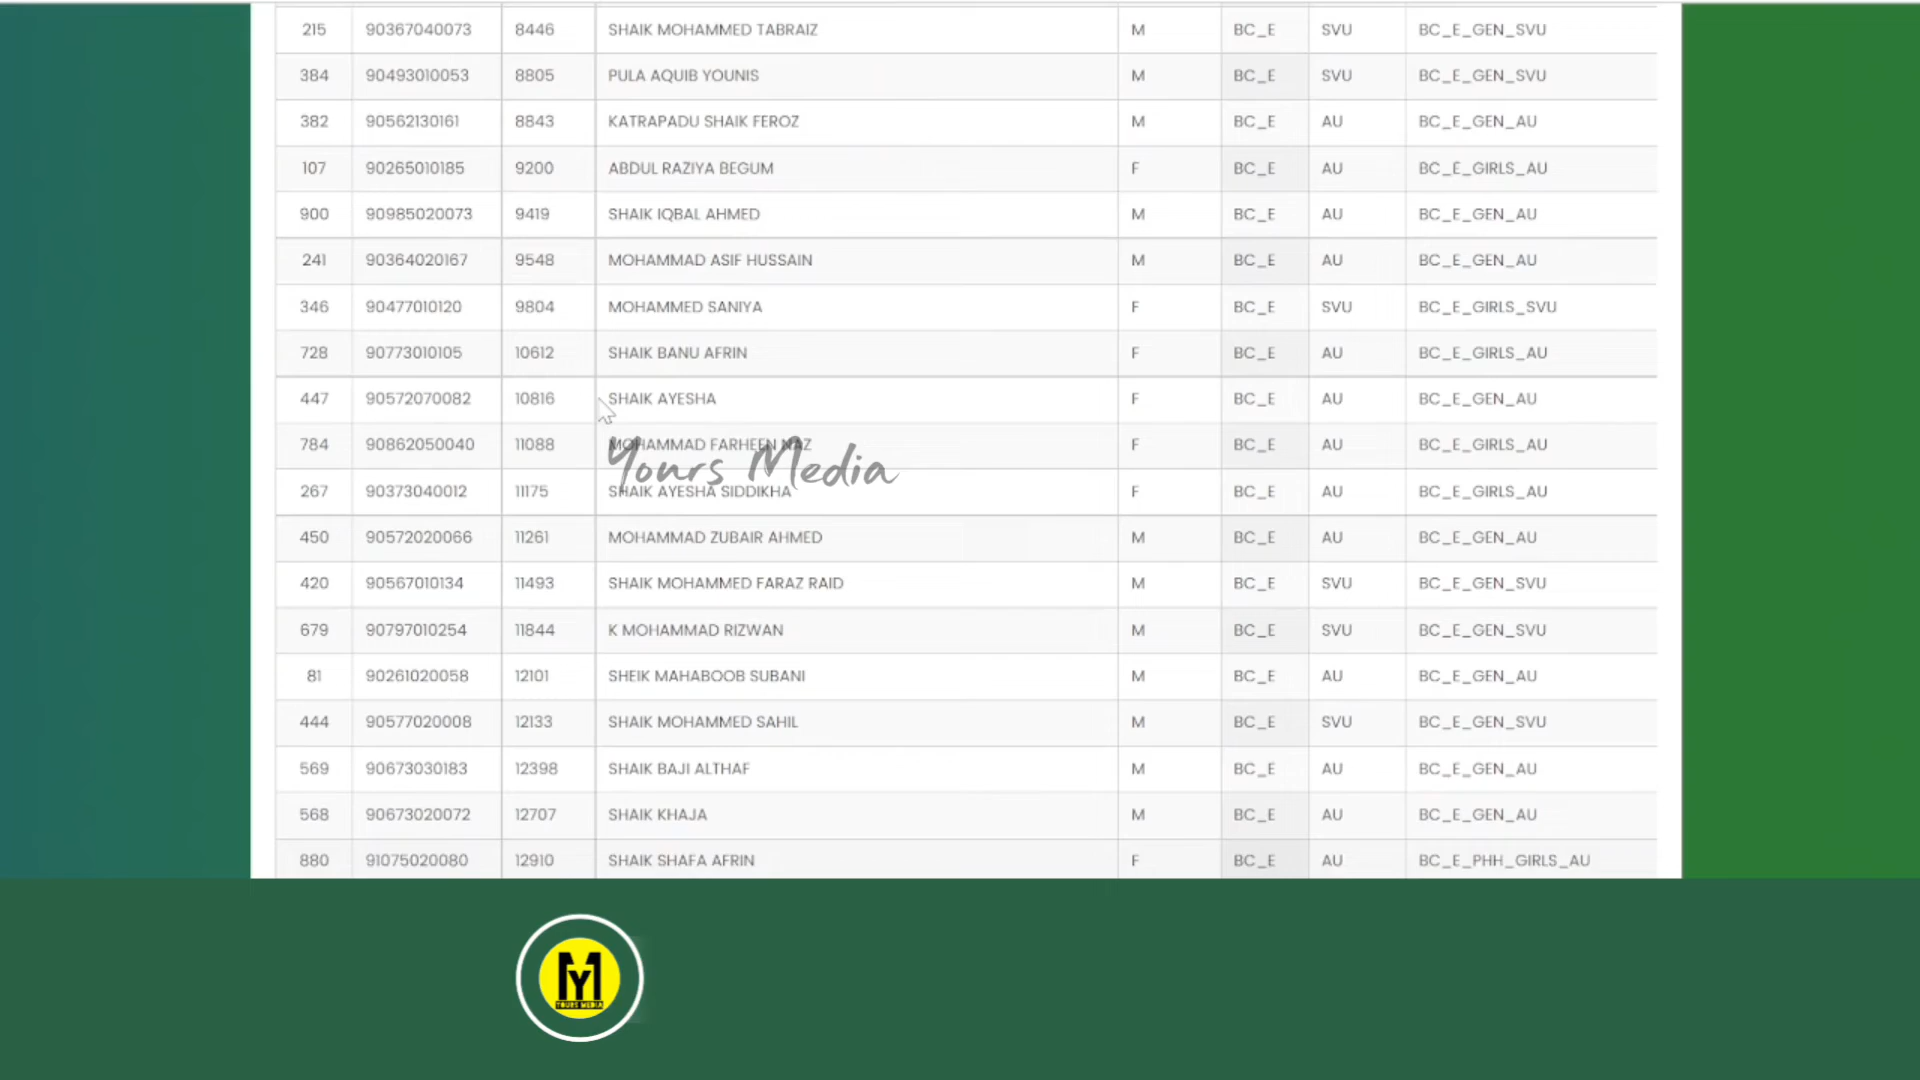 215 90367040073 8446 SHAIK MOHAMMED TABRAIZ M BC_E SVU BC_E_GEN_SVU
384 90493010053 8805 PULA AQUIB YOUNIS M BC_E SVU BC_E_GEN_SVU
382 90562130161 8843 KATRAPADU SHAIK FEROZ M BC_E AU BC_E_GEN_AU
107 90265010185 9200 ABDUL RAZIYA BEGUM F BC_E AU BC_E_GIRLS_AU
900 90985020073 9419 SHAIK IQBAL AHMED M BC_E AU BC_E_GEN_AU
241 90364020167 9548 MOHAMMAD ASIF HUSSAIN M BC_E AU BC_E_GEN_AU
346 90477010120 9804 MOHAMMED SANIYA F BC_E SVU BC_E_GIRLS_SVU
728 90773010105 10612 SHAIK BANU AFRIN F BC_E AU BC_E_GIRLS_AU
447 90572070082 10816 SHAIK AYESHA F BC_E AU BC_E_GEN_AU
784 90862050040 11088 MOHAMMAD FARHEEN NAZ F BC_E AU BC_E_GIRLS_AU
Yours Media
267 90373040012 11175 SHAIK AYESHA SIDDIKHA F BC_E AU BC_E_GIRLS_AU
450 90572020066 11261 MOHAMMAD ZUBAIR AHMED M BC_E AU BC_E_GEN_AU
420 90567010134 11493 SHAIK MOHAMMED FARAZ RAID M BC_E SVU BC_E_GEN_SVU
679 90797010254 11844 K MOHAMMAD RIZWAN M BC_E SVU BC_E_GEN_SVU
81 90261020058 12101 SHEIK MAHABOOB SUBANI M BC_E AU BC_E_GEN_AU
444 90577020008 12133 SHAIK MOHAMMED SAHIL M BC_E SVU BC_E_GEN_SVU
569 90673030183 12398 SHAIK BAJI ALTHAF M BC_E AU BC_E_GEN_AU
568 90673020072 12707 SHAIK KHAJA M BC_E AU BC_E_GEN_AU
880 91075020080 12910 SHAIK SHAFA AFRIN F BC_E AU BC_E_PHH_GIRLS_AU
MY
YOURS MEDIA